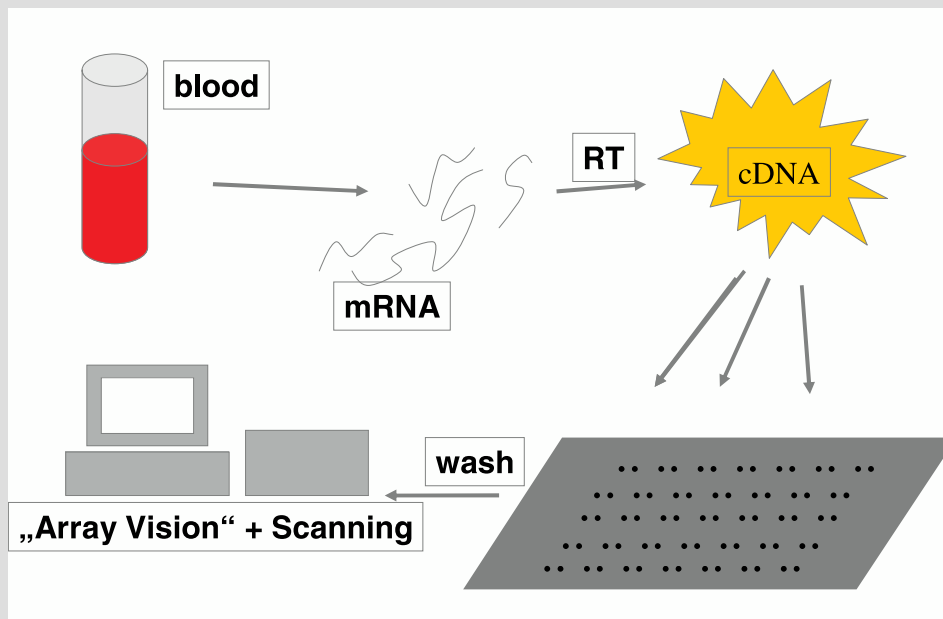 blood
RT
cDNA
mRNA
wash
„Array Vision“ + Scanning